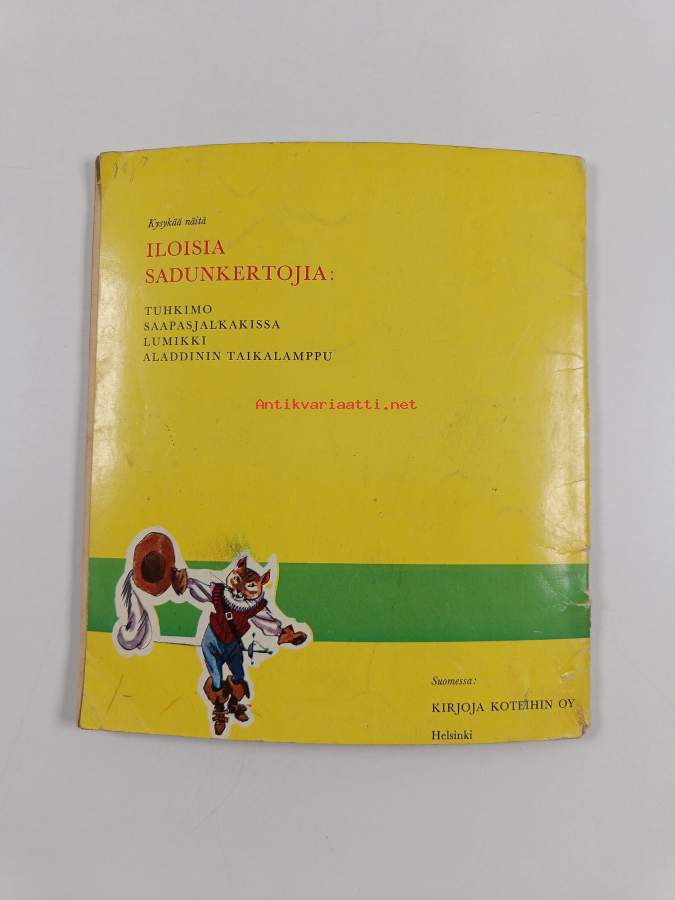 Kysykää näitä
ILOISIA
SADUNKERTOJIA:
TUHKIMO
SAAPASJALKAKISSA
LUMIKKI
ALADDININ TAIKALAMPPU
Antikvariaatti.net
Suomessa:
KIRJOJA KOTEIHIN OY
Helsinki